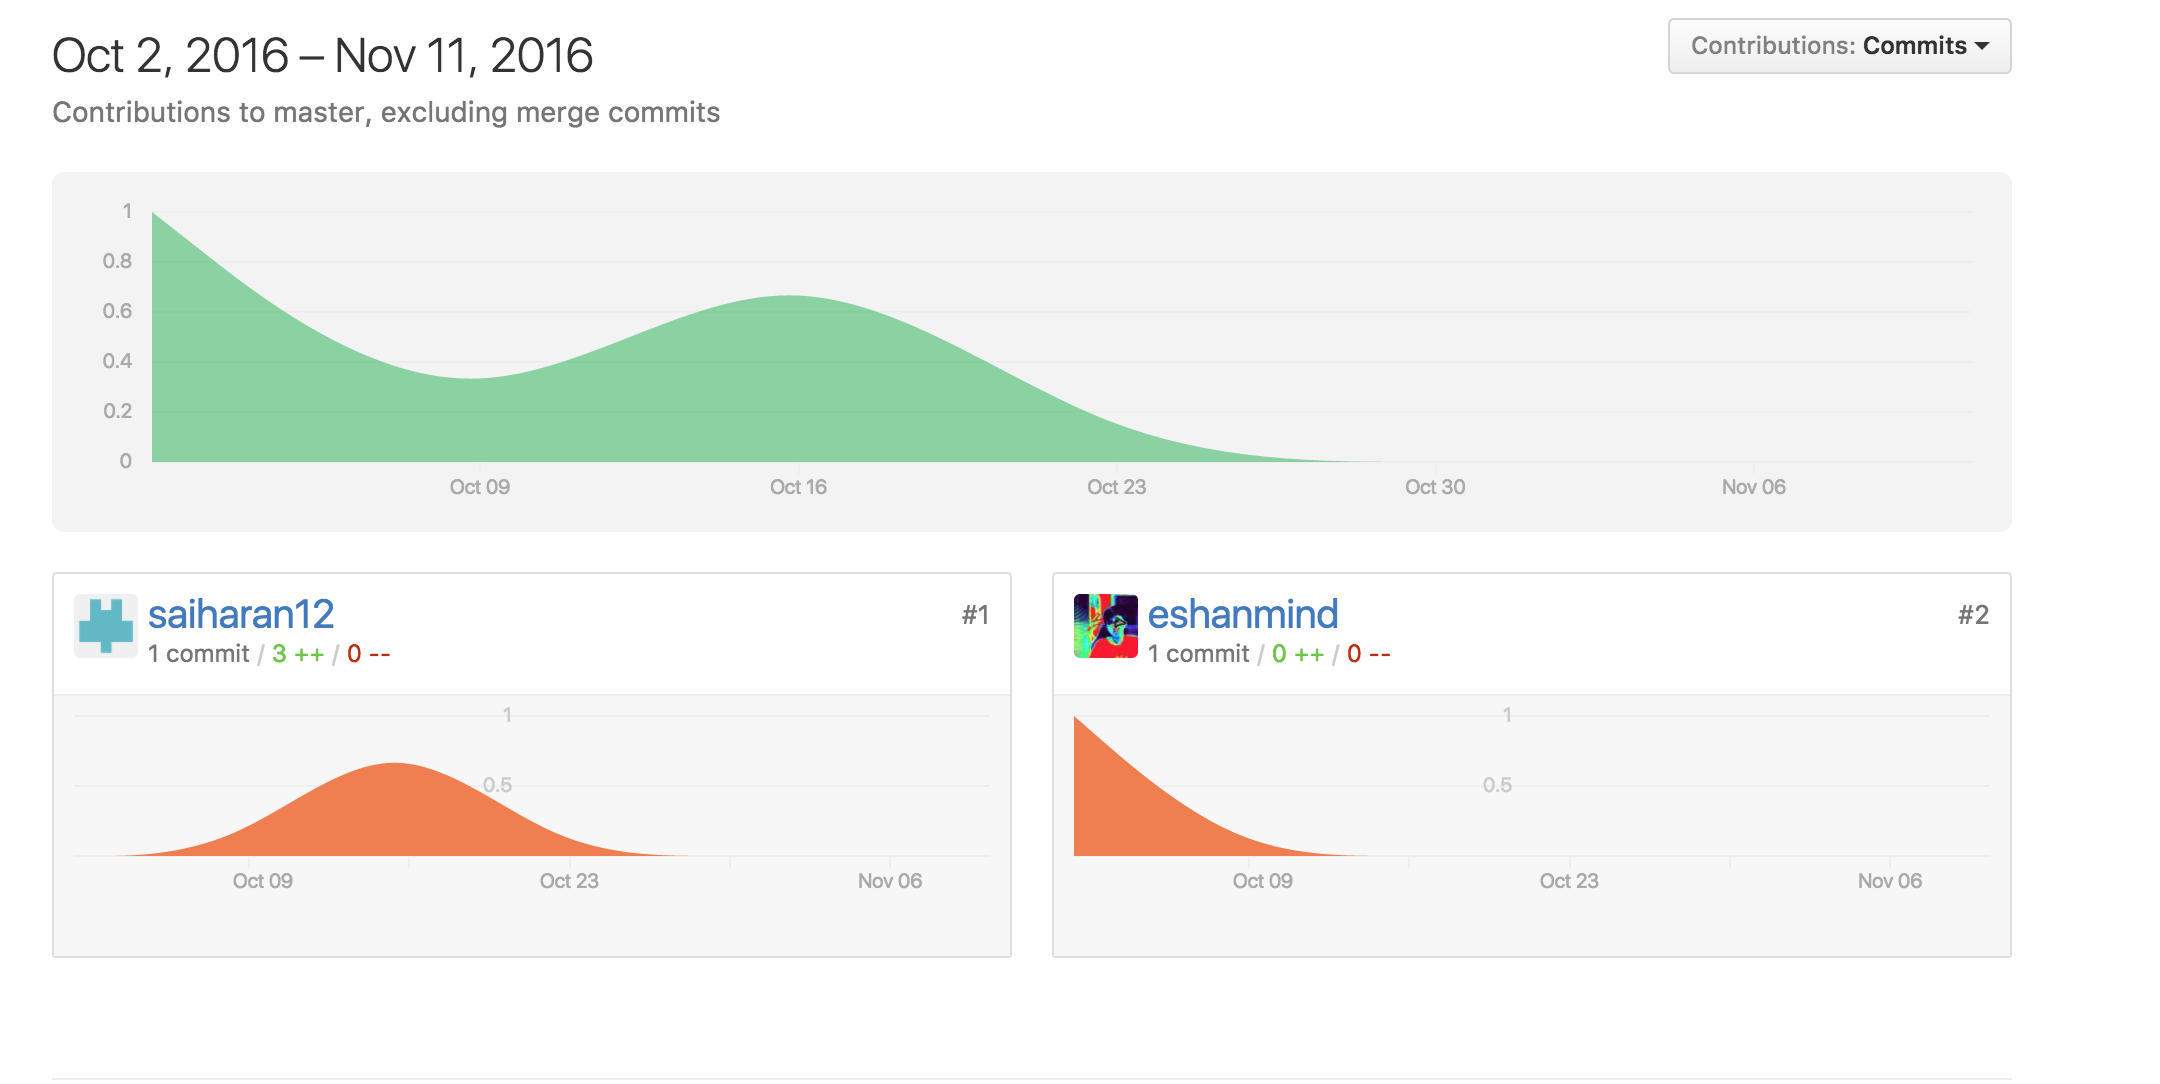 Oct 2, 2016 – Nov 11, 2016
Contributions: Commits
Contributions to master, excluding merge commits
1
0.8
0.6
0.4
0.2
0
Oct 09 Oct 16 Oct 23 Oct 30 Nov 06
saiharan12 #1
1 commit / 3 ++ / 0 --
1
0.5
Oct 09 Oct 23 Nov 06
eshanmind #2
1 commit / 0 ++ / 0 --
1
0.5
Oct 09 Oct 23 Nov 06